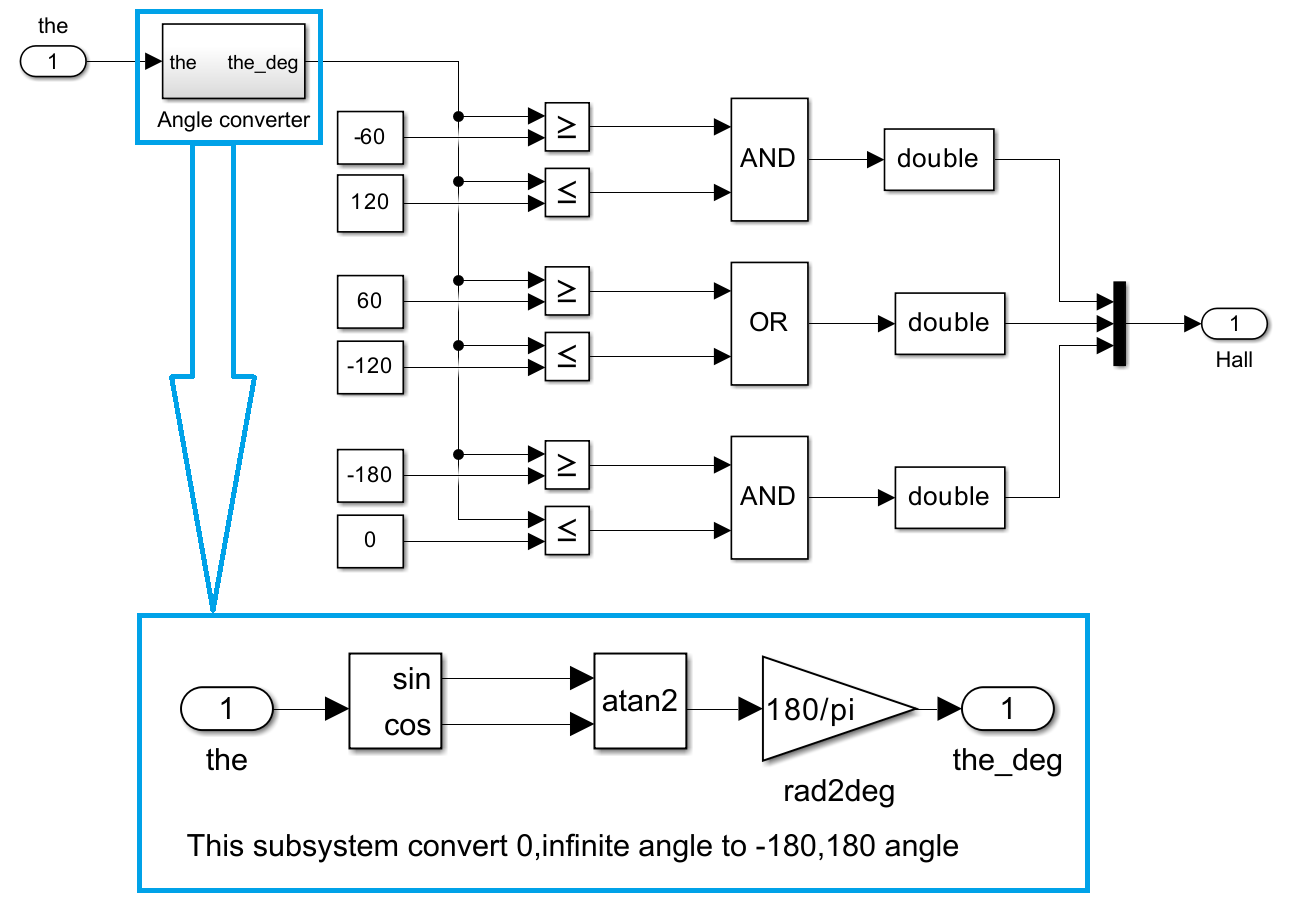 the
1
the the_deg
Angle converter
-60
≥
AND
double
120
≤
60
≥
OR
double
1
Hall
-120
≤
-180
≥
AND
double
0
≤
1
the
sin
cos
atan2
180/pi
rad2deg
1
the_deg
This subsystem convert 0,infinite angle to -180,180 angle